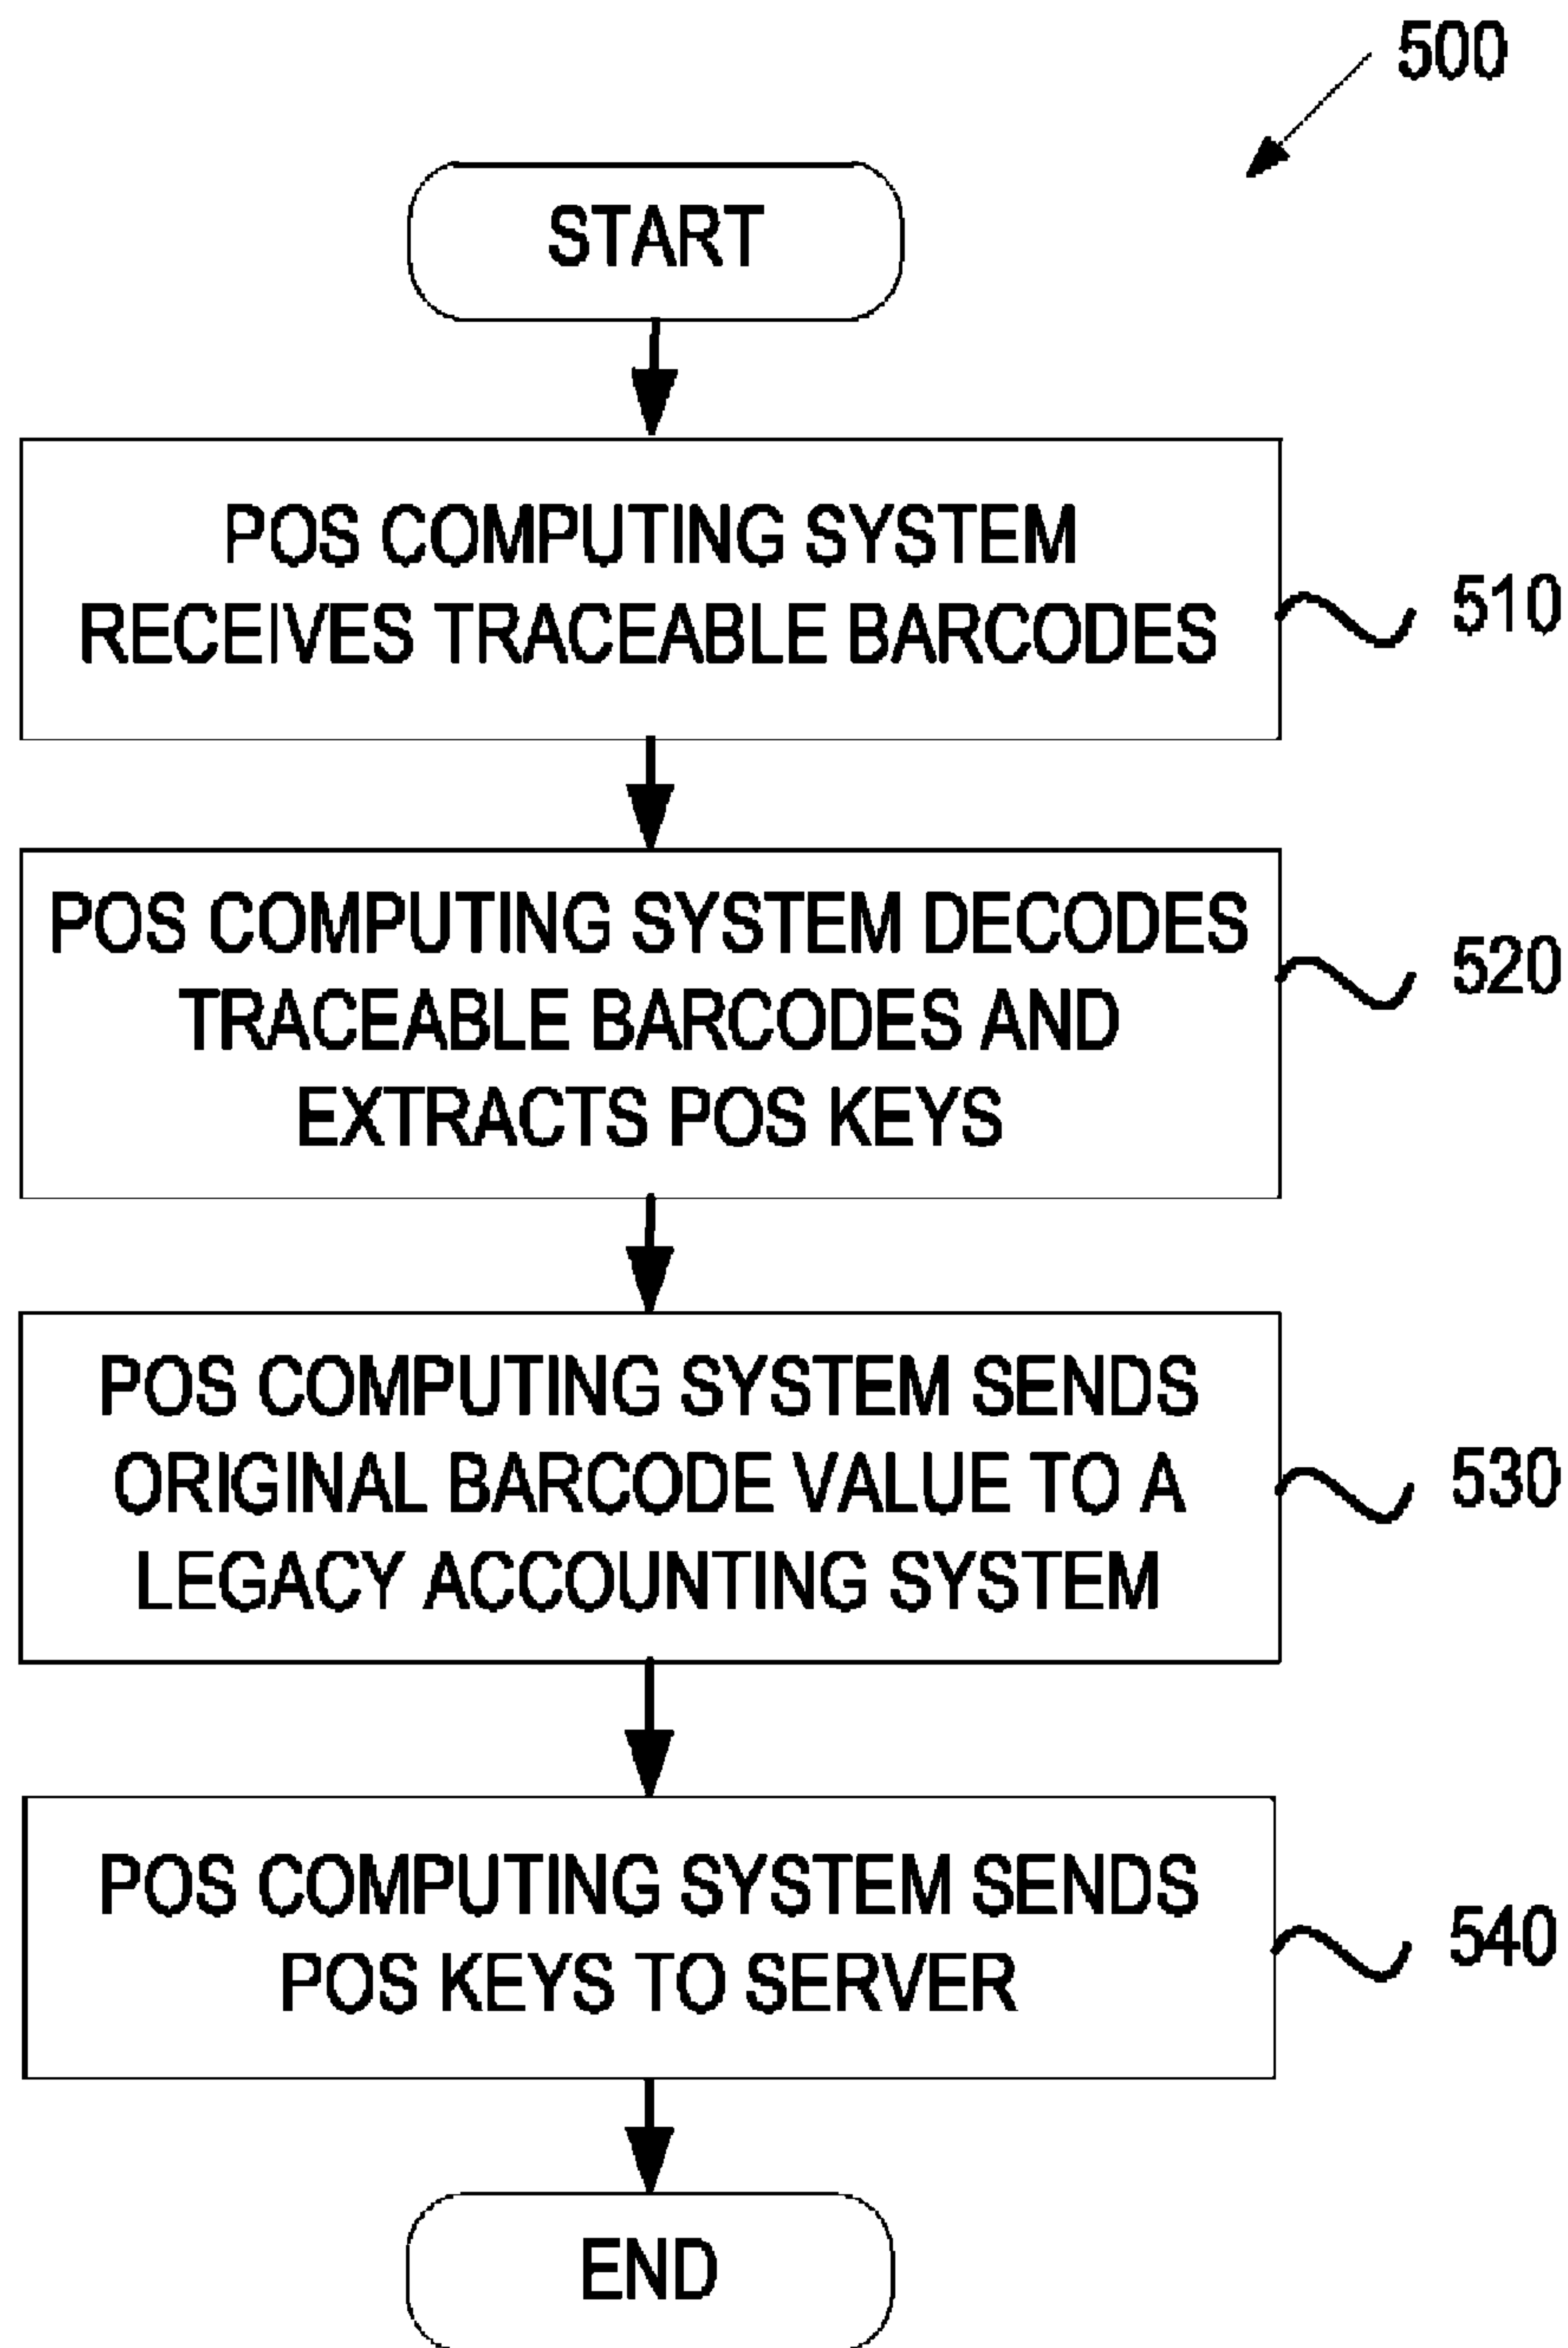 500
START
POS COMPUTING SYSTEM
RECEIVES TRACEABLE BARCODES
510
POS COMPUTING SYSTEM DECODES
TRACEABLE BARCODES AND
EXTRACTS POS KEYS
520
POS COMPUTING SYSTEM SENDS
ORIGINAL BARCODE VALUE TO A
LEGACY ACCOUNTING SYSTEM
530
POS COMPUTING SYSTEM SENDS
POS KEYS TO SERVER
540
END